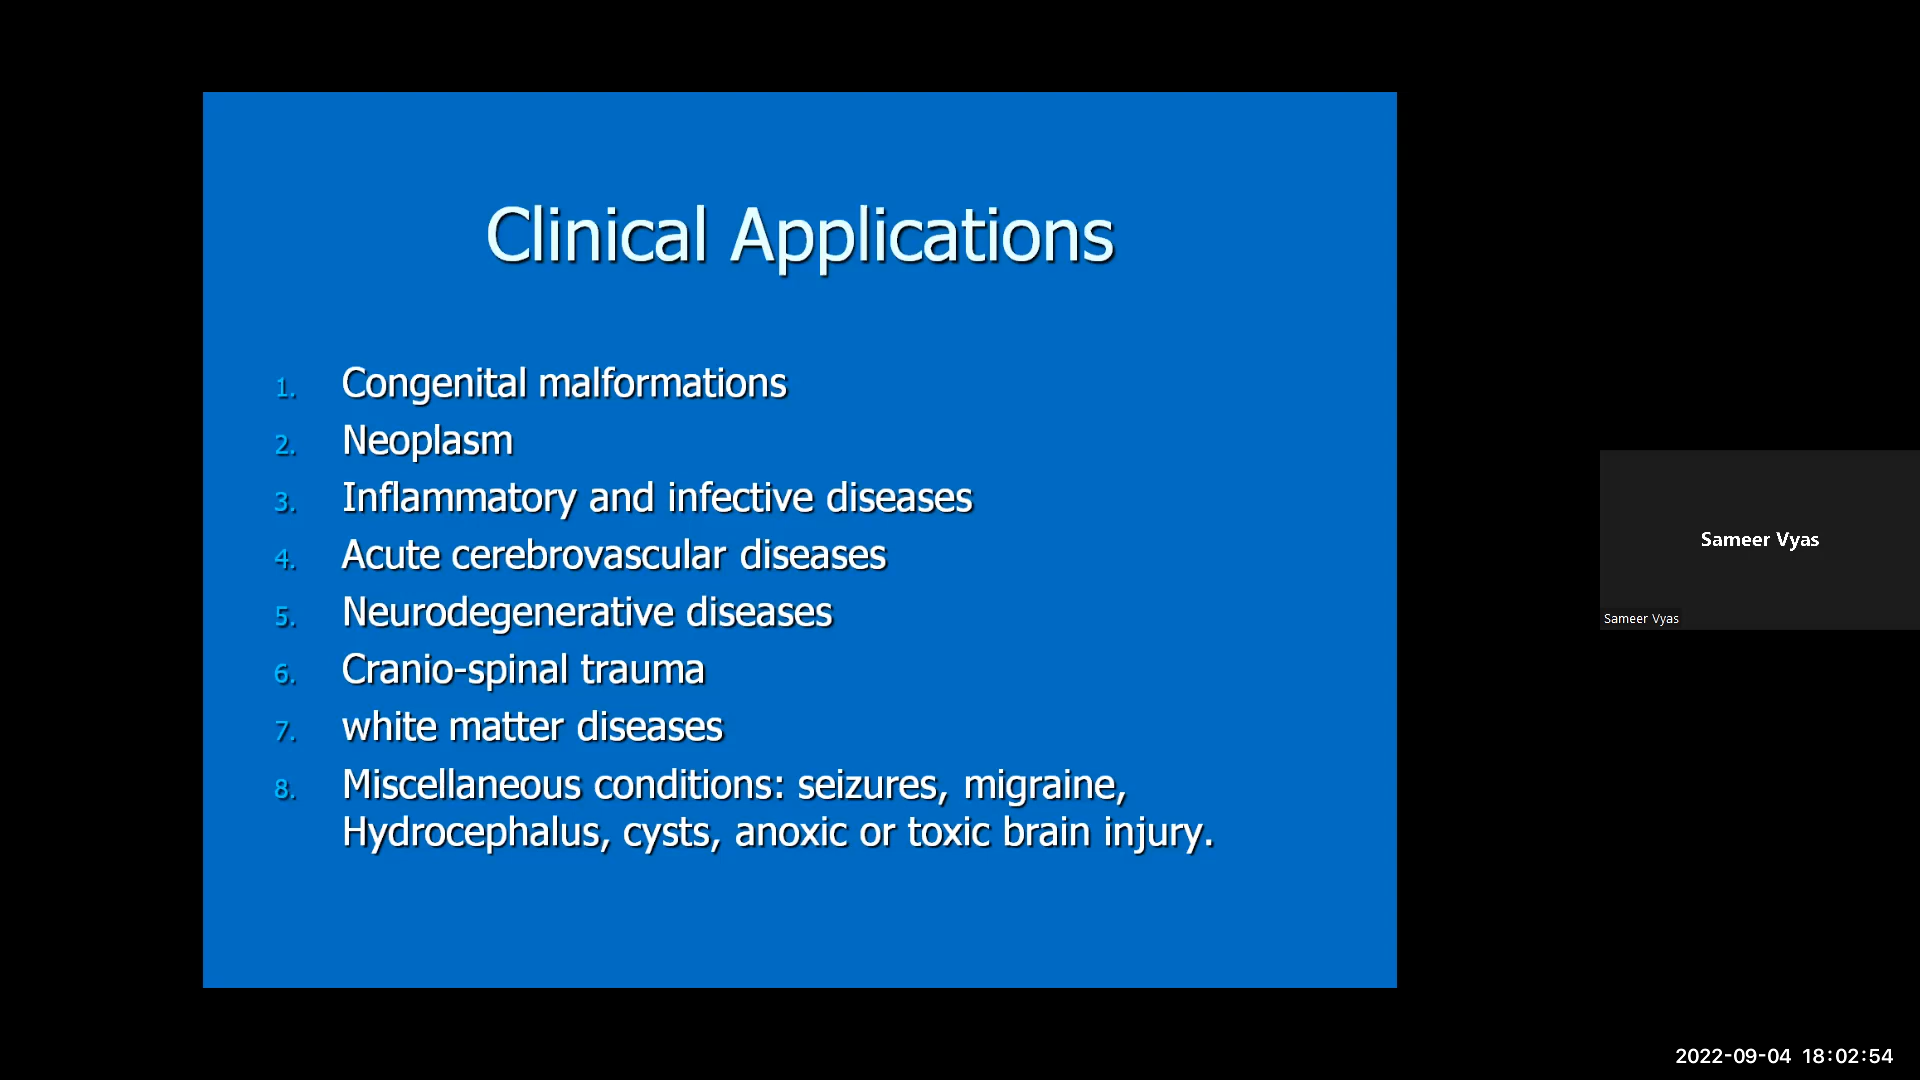 Clinical Applications
1. Congenital malformations
2. Neoplasm
3. Inflammatory and infective diseases
4. Acute cerebrovascular diseases
5. Neurodegenerative diseases
6. Cranio-spinal trauma
7. white matter diseases
8. Miscellaneous conditions: seizures, migraine,
Hydrocephalus, cysts, anoxic or toxic brain injury.
Sameer Vyas
Sameer Vyas
2022-09-04 18:02:54